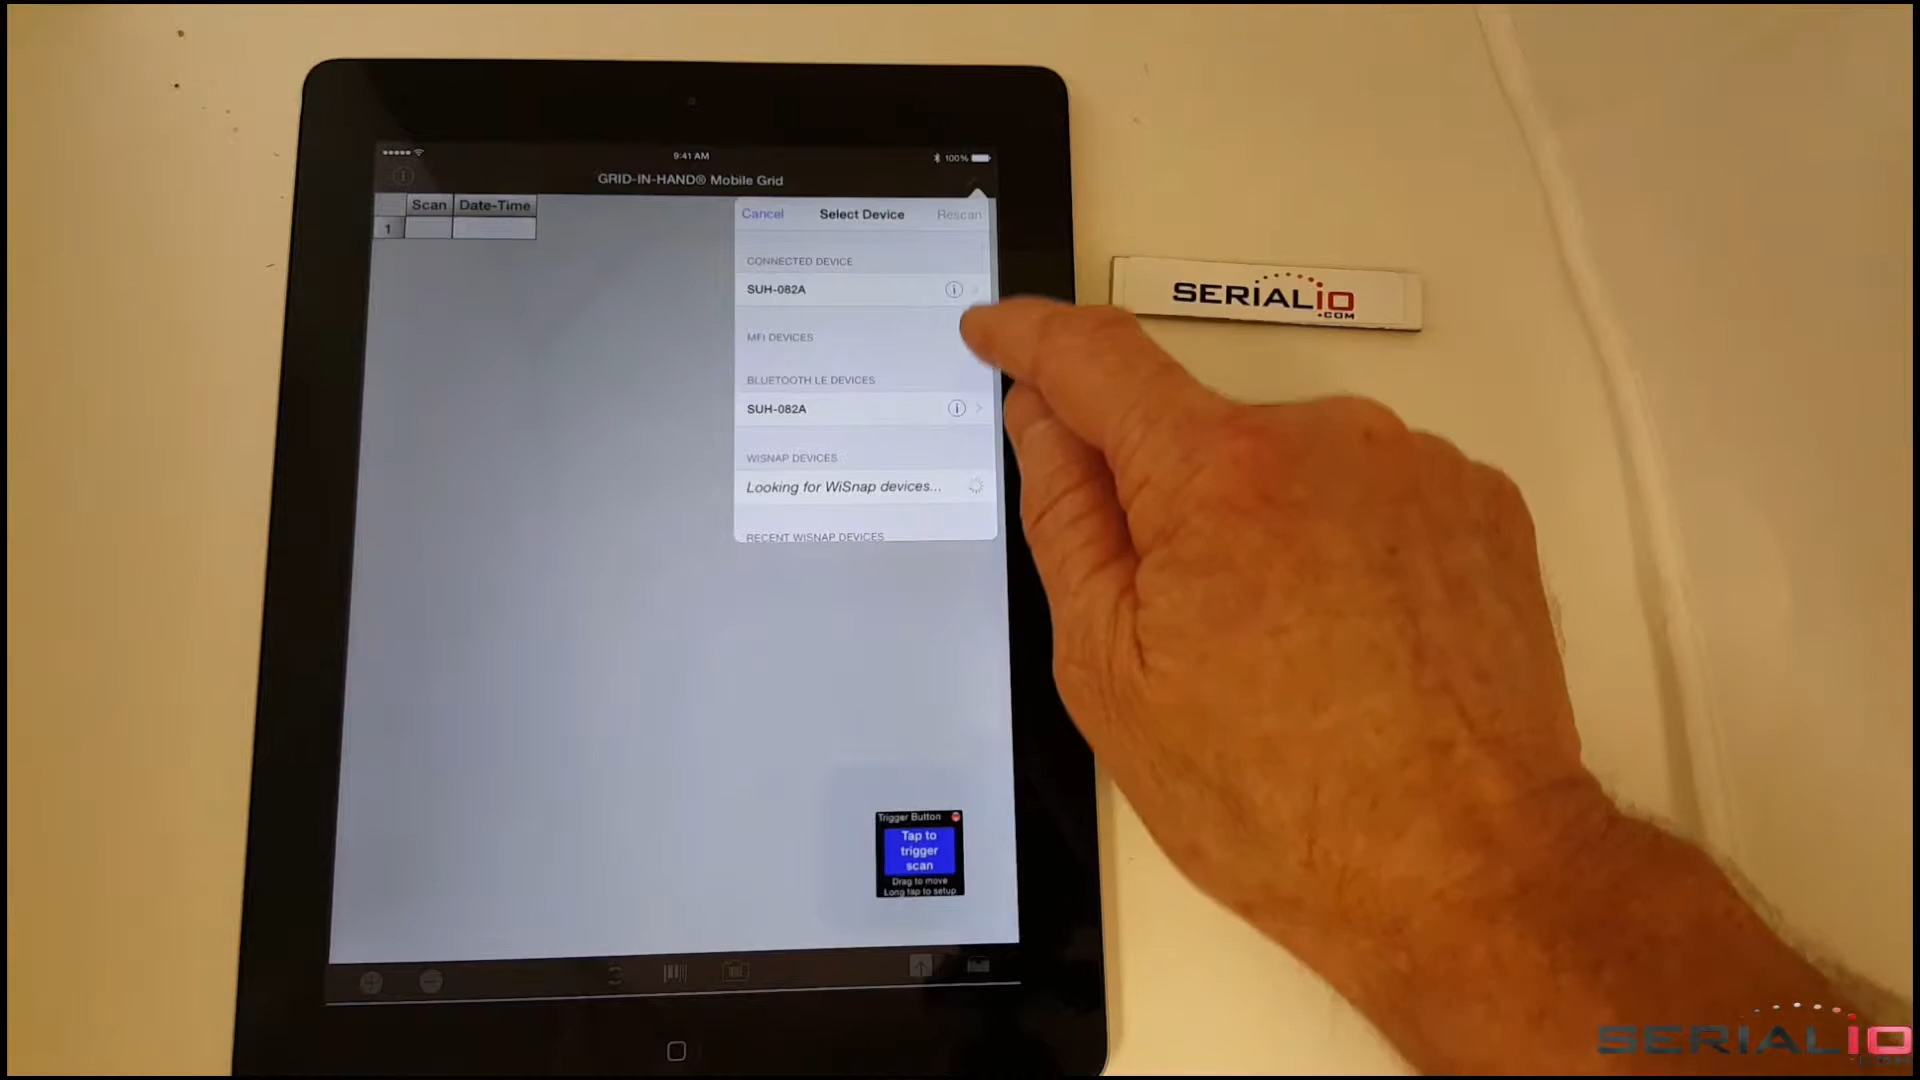 9:41 AM
100%
GRID-IN-HAND® Mobile Grid
Scan Date-Time
1
Cancel Select Device Rescan
CONNECTED DEVICE
SUH-082A
MFI DEVICES
BLUETOOTH LE DEVICES
SUH-082A
WISNAP DEVICES
Looking for WiSnap devices...
RECENT WISNAP DEVICES
SERIALIO
.COM
Trigger Button
Tap to
trigger
scan
Drag to move
Long tap to setup
SERIALIO
.COM